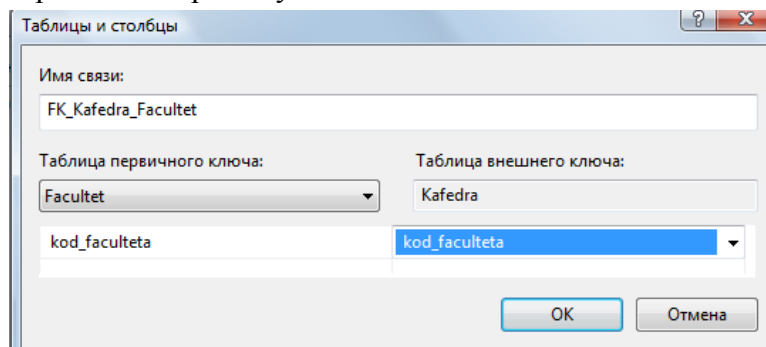 Таблицы и столбцы
Имя связи:
FK_Kafedra_Facultet
Таблица первичного ключа: Таблица внешнего ключа:
Facultet Kafedra
kod_faculteta kod_faculteta
OK Отмена